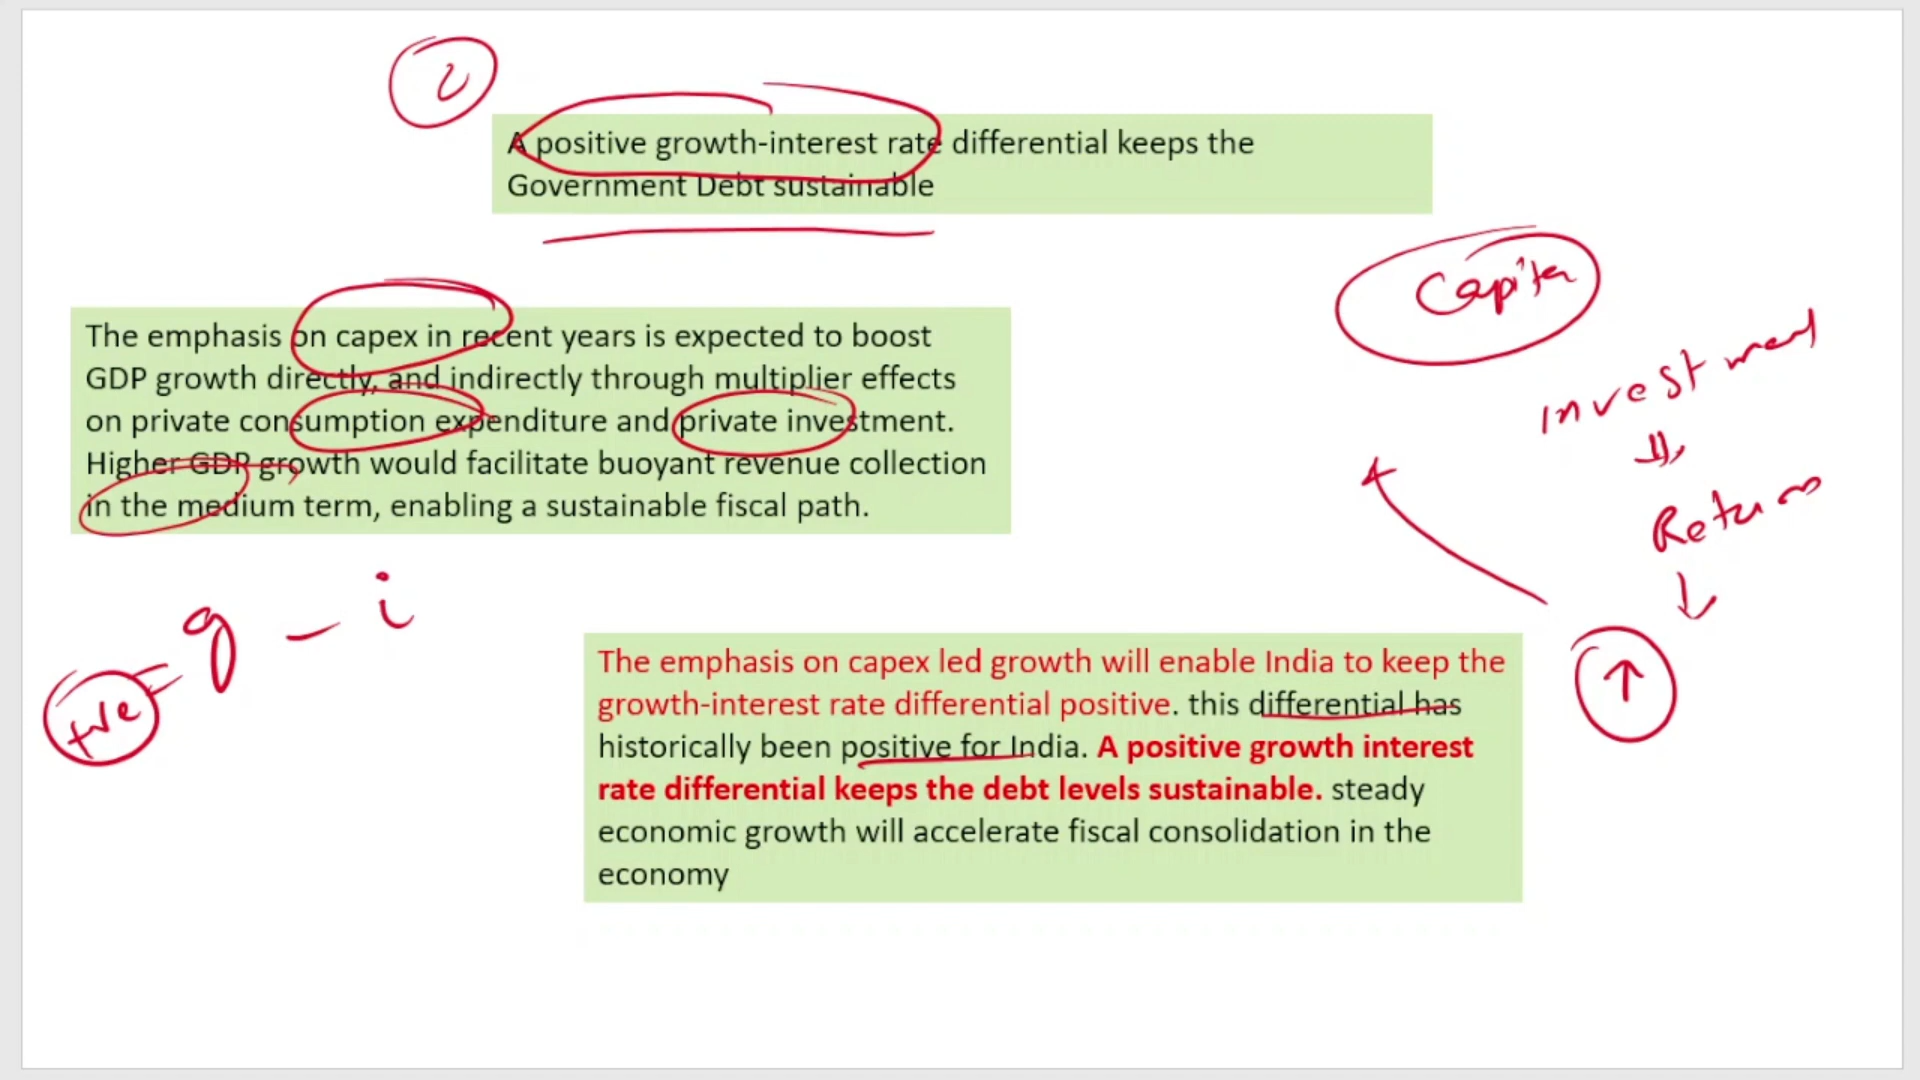 A positive growth-interest rate differential keeps the
Government Debt sustainable
Capita
The emphasis on capex in recent years is expected to boost
GDP growth directly, and indirectly through multiplier effects
on private consumption expenditure and private investment.
Higher GDP growth would facilitate buoyant revenue collection
in the medium term, enabling a sustainable fiscal path.
Investment
Return
+ve = g - i
The emphasis on capex led growth will enable India to keep the
growth-interest rate differential positive. this differential has
historically been positive for India. A positive growth interest
rate differential keeps the debt levels sustainable. steady
economic growth will accelerate fiscal consolidation in the
economy